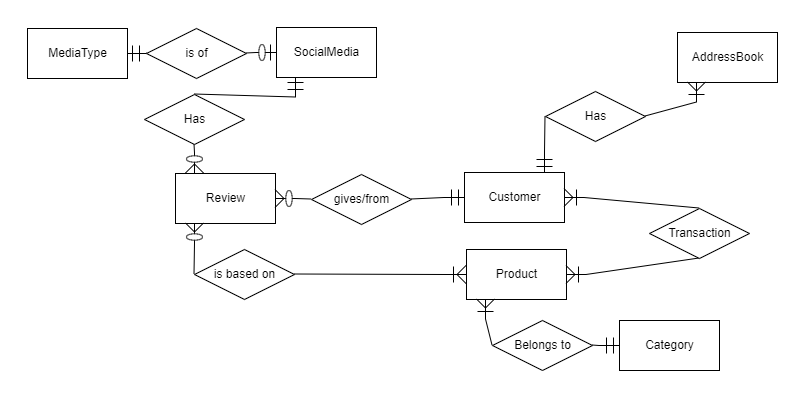 MediaType
is of
SocialMedia
AddressBook
Has
Has
Review
gives/from
Customer
Transaction
is based on
Product
Belongs to
Category